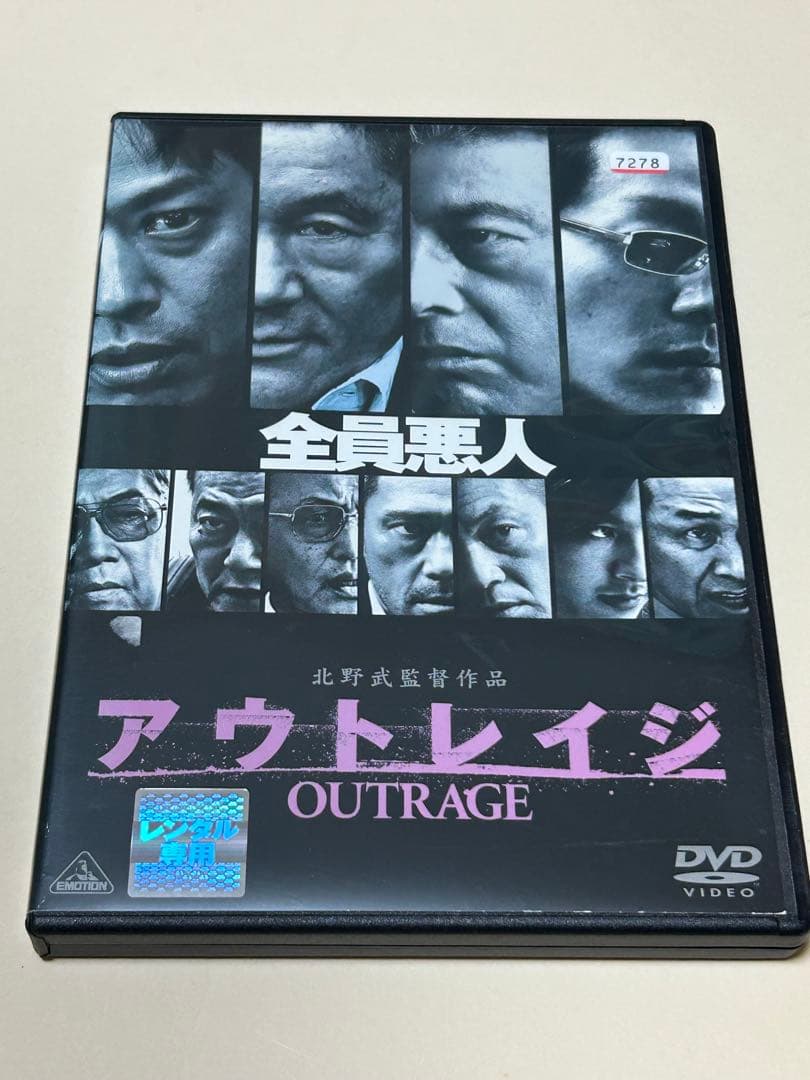 7278
全員悪人
北野武監督作品
アウトレイジ
OUTRAGE
レンタル
専用
EMOTION
DVD
VIDEO